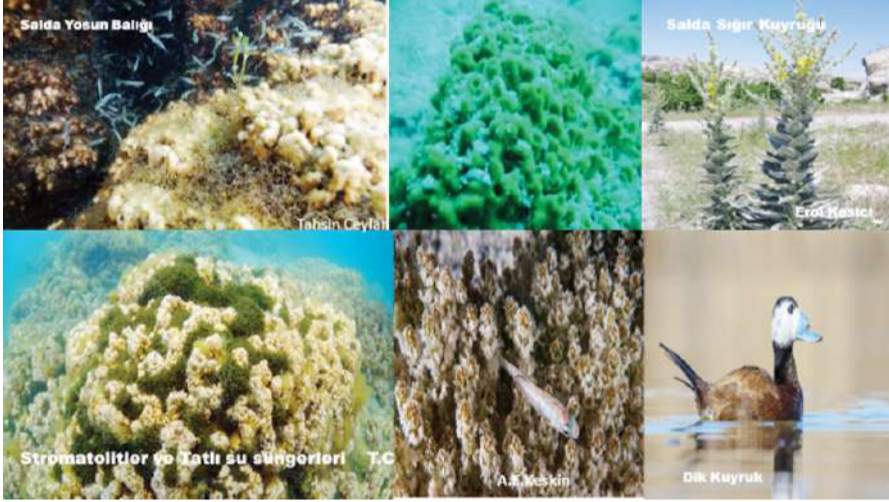 Salda Yosun Balığı
Salda Sığır Kuyruğu
Tahsin Ceylan
Erol Kesici
Stromatolitler ve Tatlı su süngerleri T.C
A.E.Keskin
Dik Kuyruk